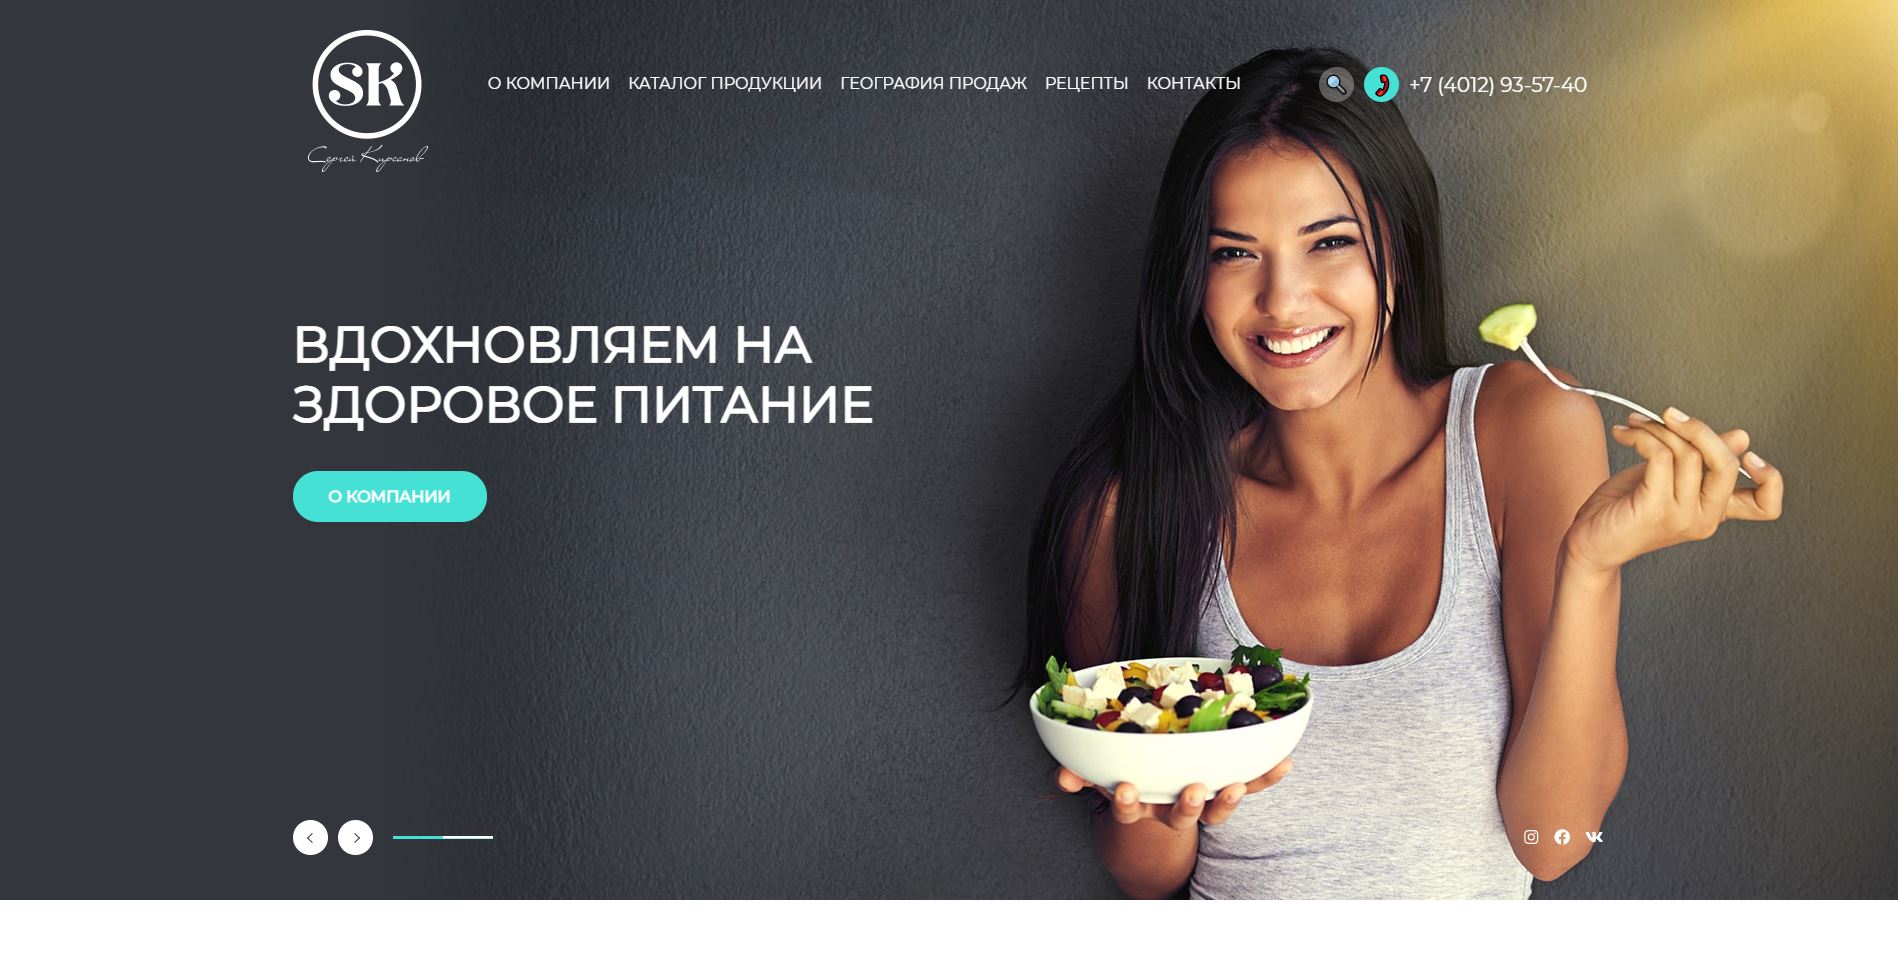 SK
Сергей Кирсанов
О КОМПАНИИ КАТАЛОГ ПРОДУКЦИИ ГЕОГРАФИЯ ПРОДАЖ РЕЦЕПТЫ КОНТАКТЫ
+7 (4012) 93-57-40
ВДОХНОВЛЯЕМ НА
ЗДОРОВОЕ ПИТАНИЕ
О КОМПАНИИ